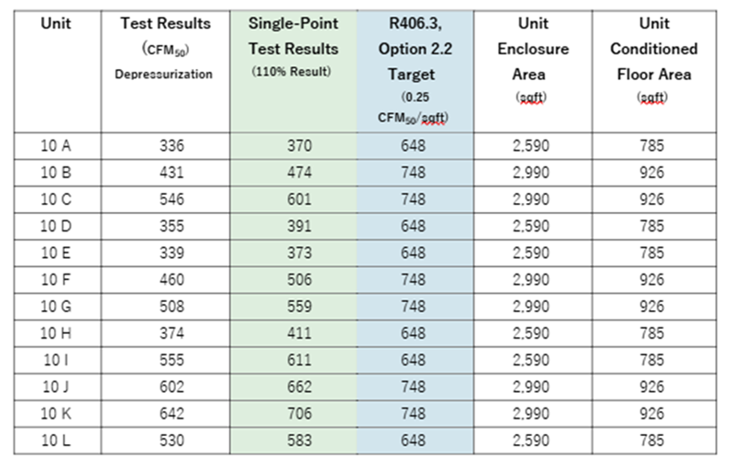 Unit Test Results (CFM50) Depressurization Single-Point Test Results (110% Result) R406.3, Option 2.2 Target (0.25 CFM50/sqft) Unit Enclosure Area (sqft) Unit Conditioned Floor Area (sqft)
10 A 336 370 648 2,590 785
10 B 431 474 748 2,990 926
10 C 546 601 748 2,990 926
10 D 355 391 648 2,590 785
10 E 339 373 648 2,590 785
10 F 460 506 748 2,990 926
10 G 508 559 748 2,990 926
10 H 374 411 648 2,590 785
10 I 555 611 648 2,590 785
10 J 602 662 748 2,990 926
10 K 642 706 748 2,990 926
10 L 530 583 648 2,590 785